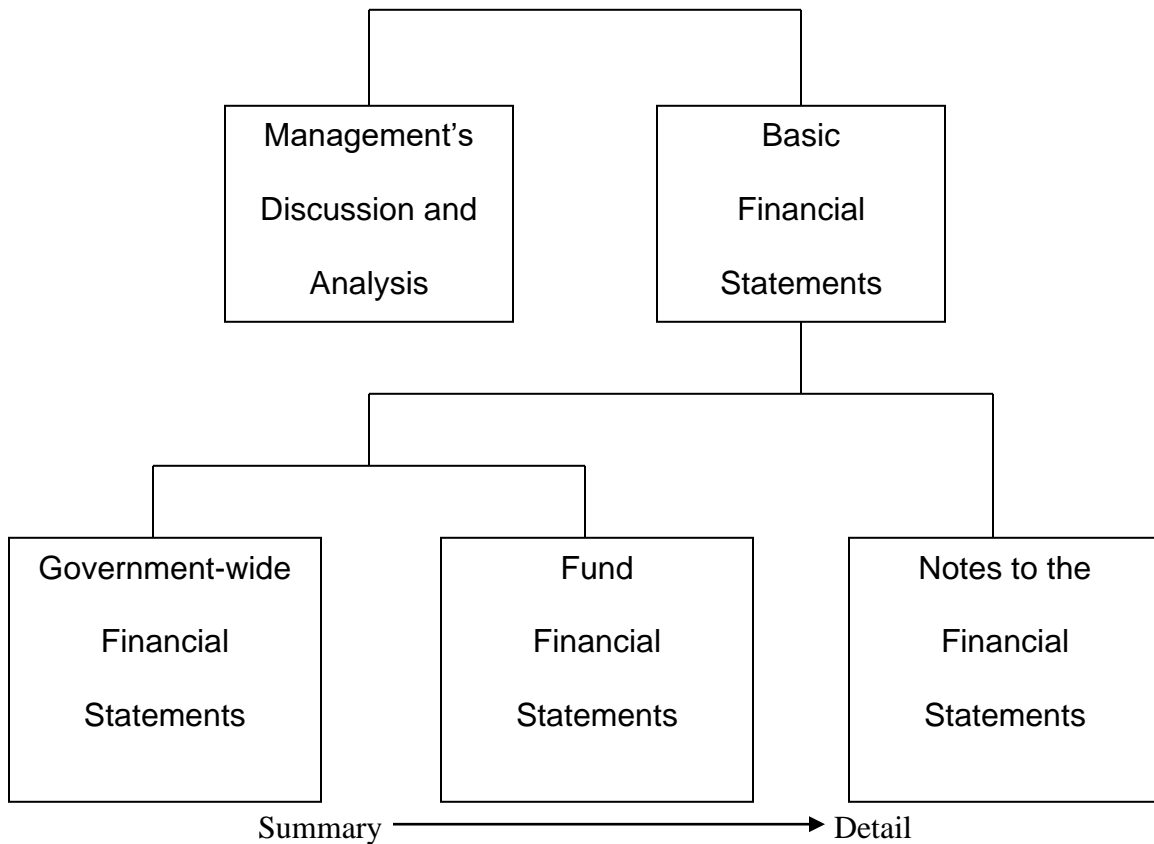 Management’s
Discussion and
Analysis
Basic
Financial
Statements
Government-wide
Financial
Statements
Fund
Financial
Statements
Notes to the
Financial
Statements
Summary
Detail